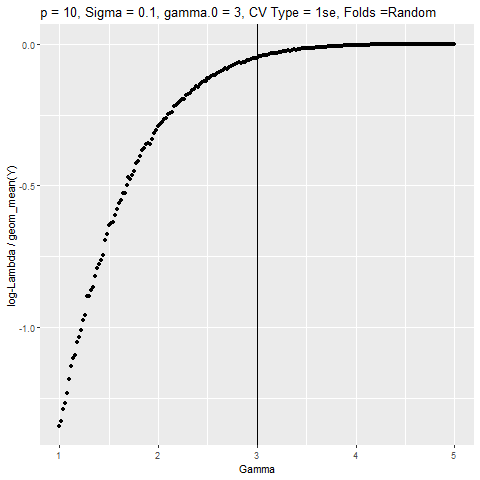 p = 10, Sigma = 0.1, gamma.0 = 3, CV Type = 1se, Folds =Random
0.0
-0.5
-1.0
log-Lambda / geom_mean(Y)
1 2 3 4 5
Gamma